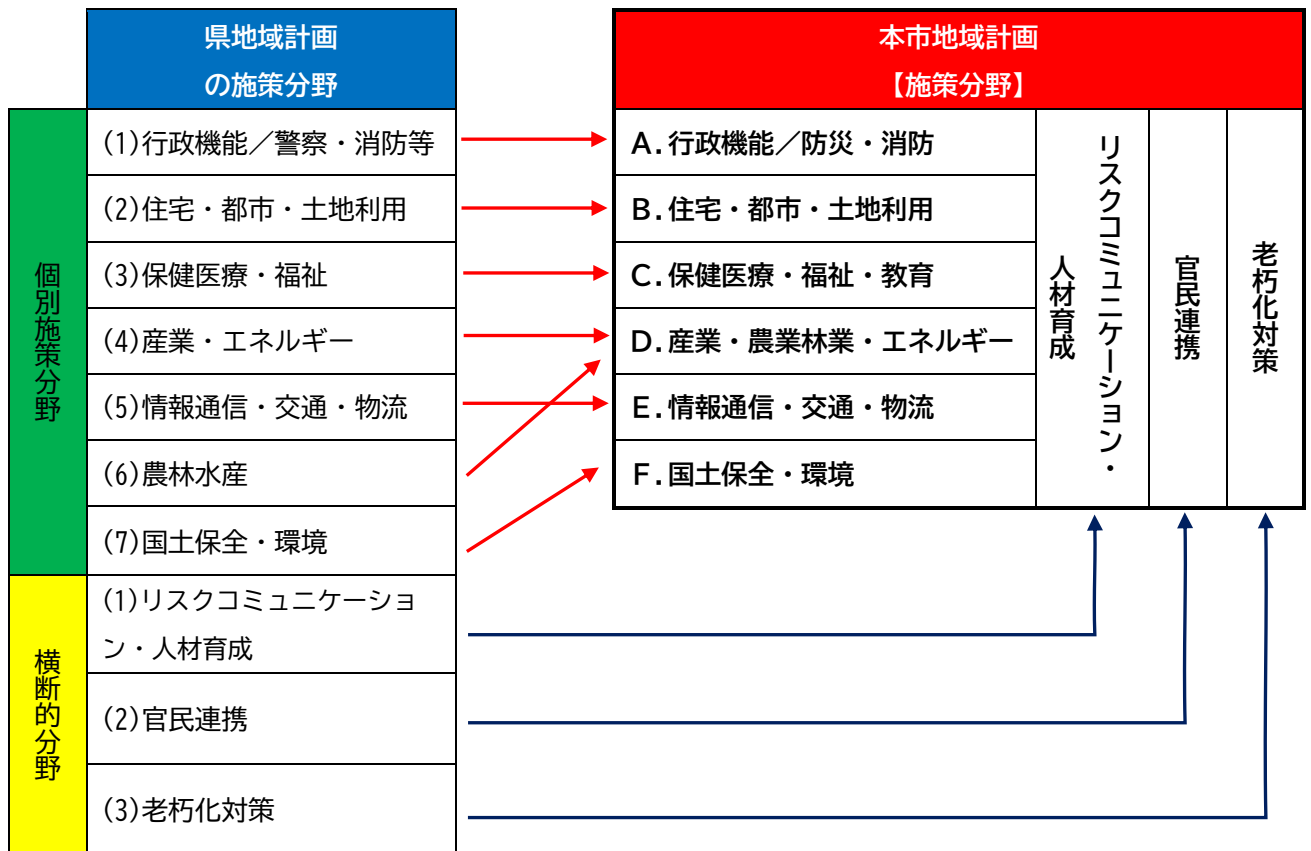 県地域計画
の施策分野
個別施策分野
(1)行政機能／警察・消防等
(2)住宅・都市・土地利用
(3)保健医療・福祉
(4)産業・エネルギー
(5)情報通信・交通・物流
(6)農林水産
(7)国土保全・環境
横断的分野
(1)リスクコミュニケーショ
ン・人材育成
(2)官民連携
(3)老朽化対策
本市地域計画
【施策分野】
A.行政機能／防災・消防
B.住宅・都市・土地利用
C.保健医療・福祉・教育
D.産業・農業林業・エネルギー
E.情報通信・交通・物流
F.国土保全・環境
リスクコミュニケーション・
人材育成
官民連携
老朽化対策